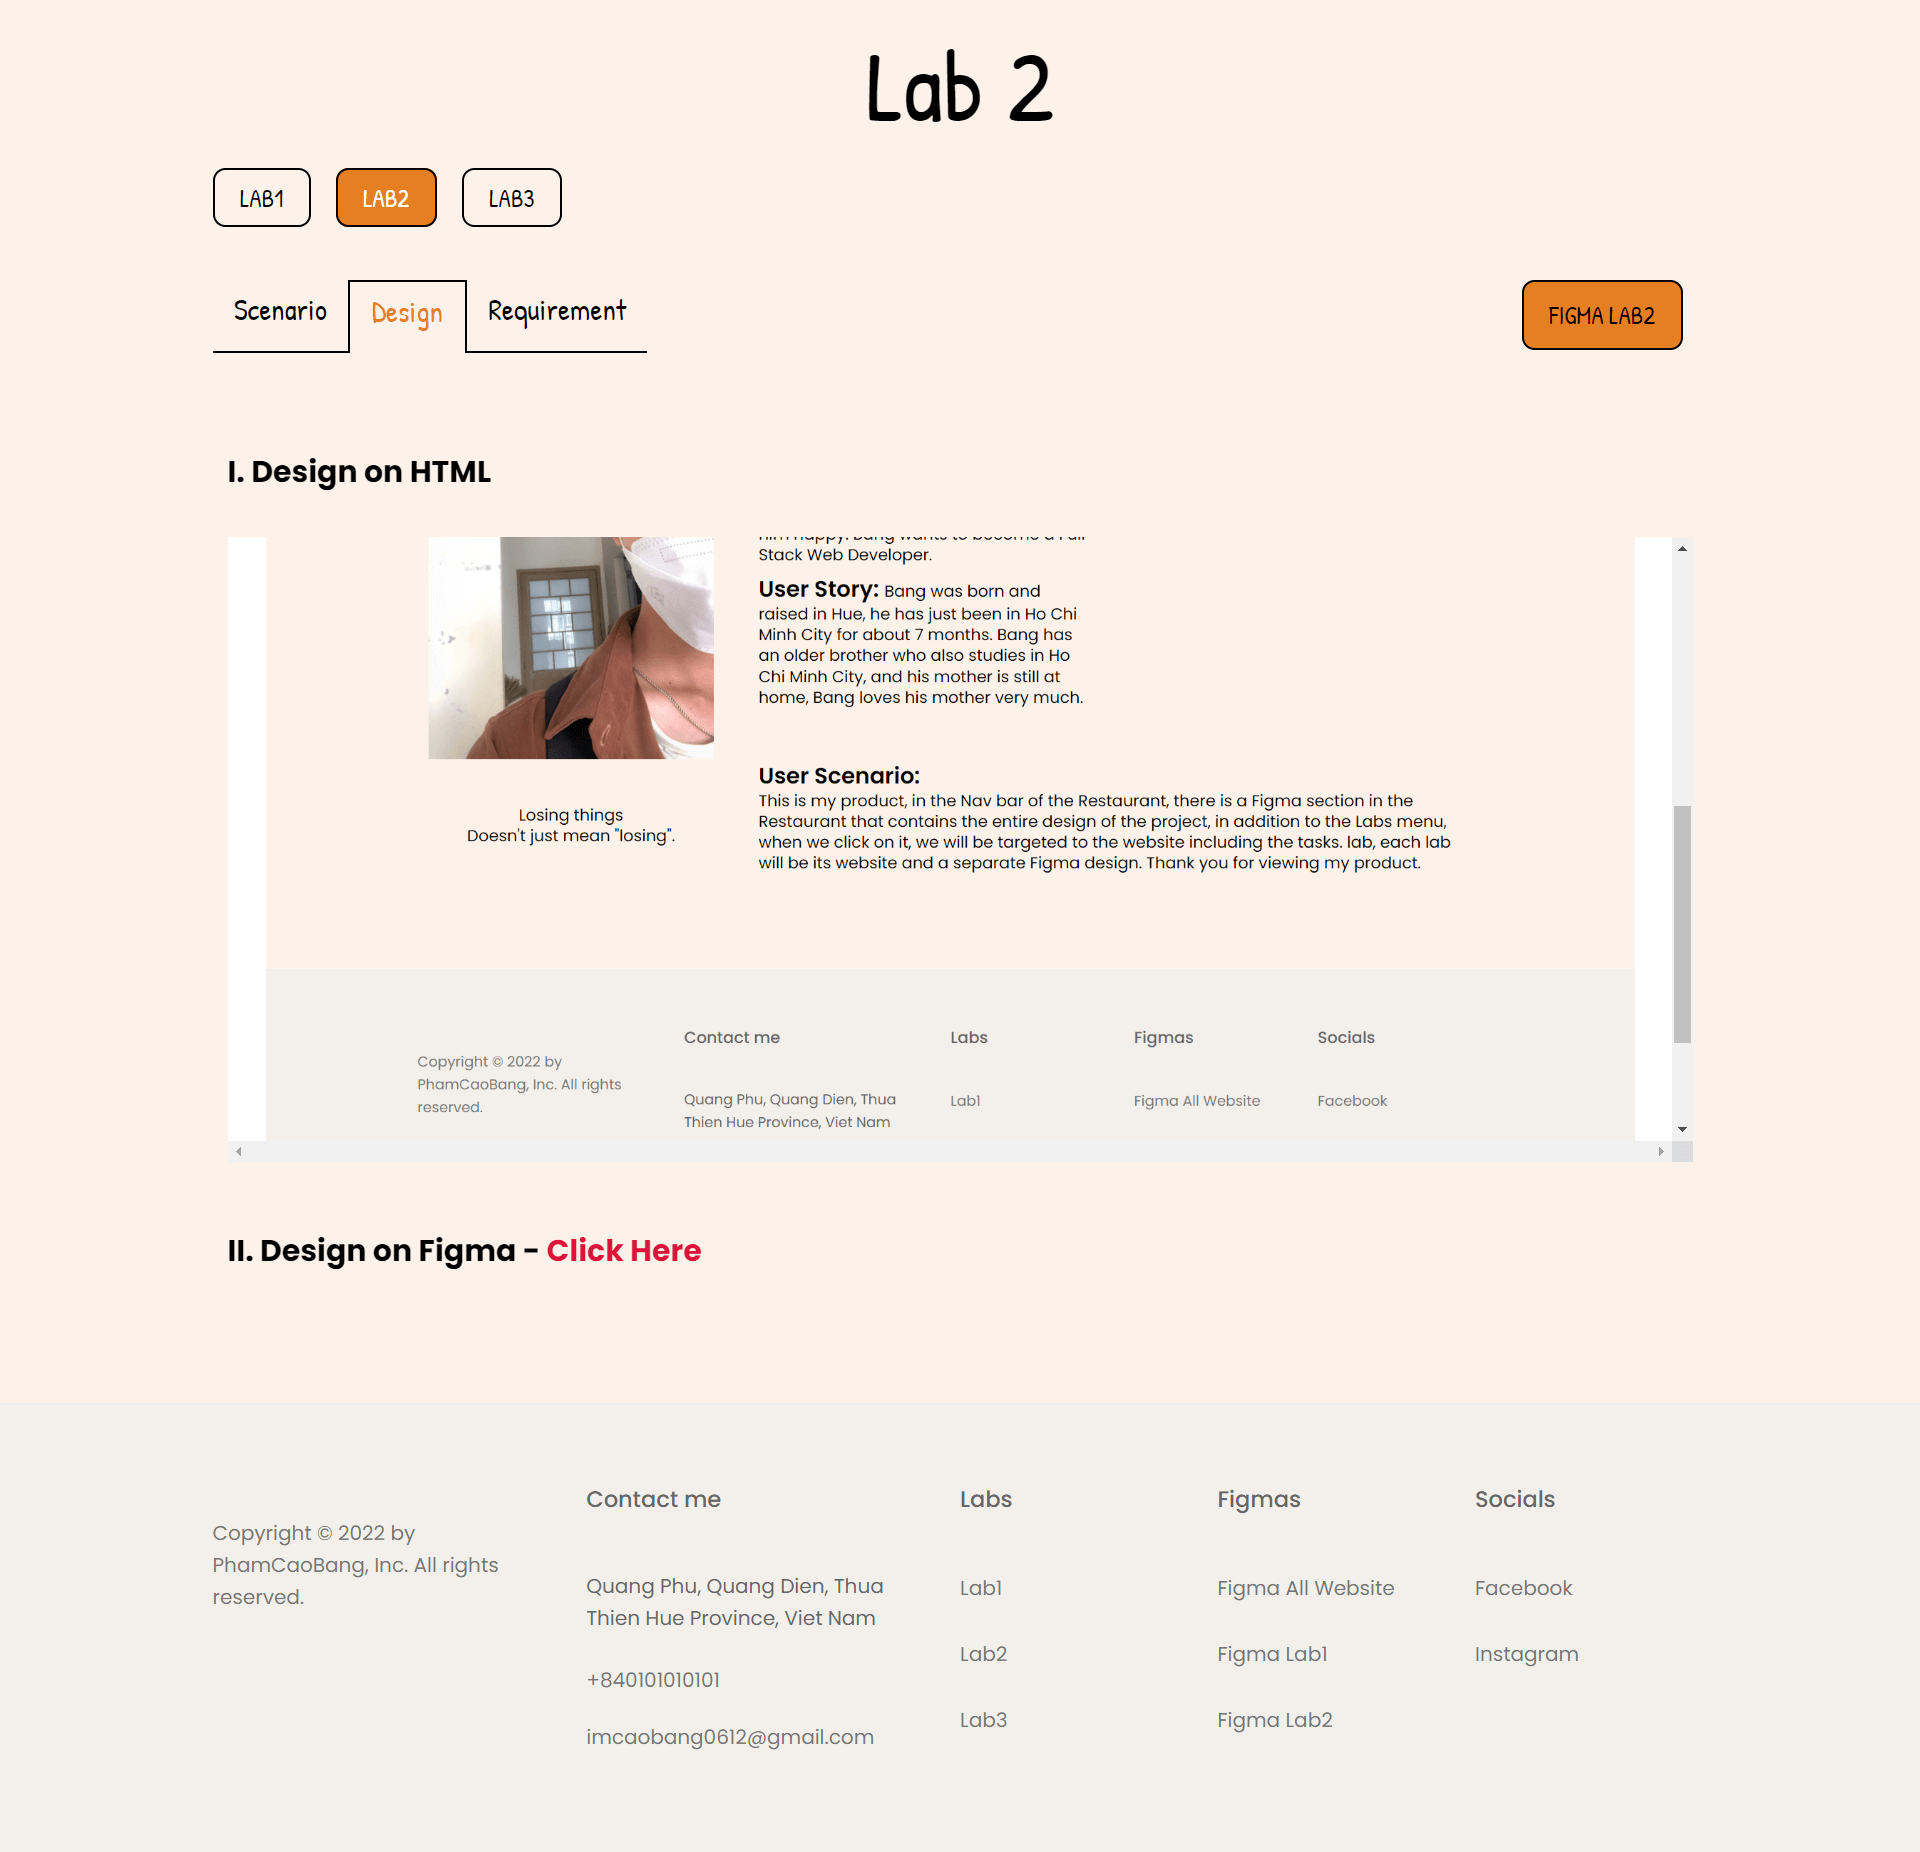 Lab 2
LAB1 LAB2 LAB3
Scenario Design Requirement FIGMA LAB2
I. Design on HTML
him happy. Bang wants to become a Full
Stack Web Developer.
User Story: Bang was born and
raised in Hue, he has just been in Ho Chi
Minh City for about 7 months. Bang has
an older brother who also studies in Ho
Chi Minh City, and his mother is still at
home, Bang loves his mother very much.
Losing things
Doesn't just mean "losing".
User Scenario:
This is my product, in the Nav bar of the Restaurant, there is a Figma section in the
Restaurant that contains the entire design of the project, in addition to the Labs menu,
when we click on it, we will be targeted to the website including the tasks. lab, each lab
will be its website and a separate Figma design. Thank you for viewing my product.
Copyright © 2022 by
PhamCaoBang, Inc. All rights
reserved.
Contact me
Quang Phu, Quang Dien, Thua
Thien Hue Province, Viet Nam
Labs
Lab1
Figmas
Figma All Website
Socials
Facebook
II. Design on Figma - Click Here
Copyright © 2022 by
PhamCaoBang, Inc. All rights
reserved.
Contact me
Quang Phu, Quang Dien, Thua
Thien Hue Province, Viet Nam
+840101010101
imcaobang0612@gmail.com
Labs
Lab1
Lab2
Lab3
Figmas
Figma All Website
Figma Lab1
Figma Lab2
Socials
Facebook
Instagram